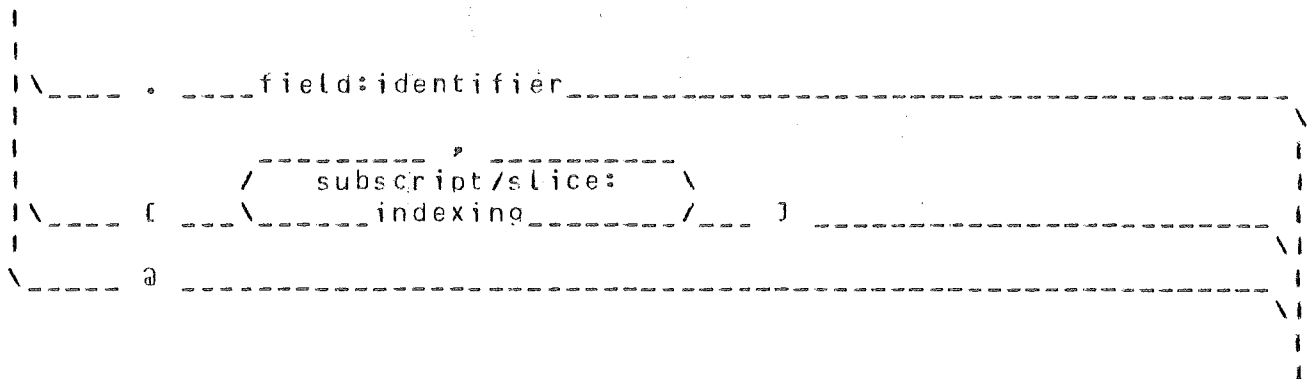 . field:identifier
,
subscript/slice:
[ indexing ]
@